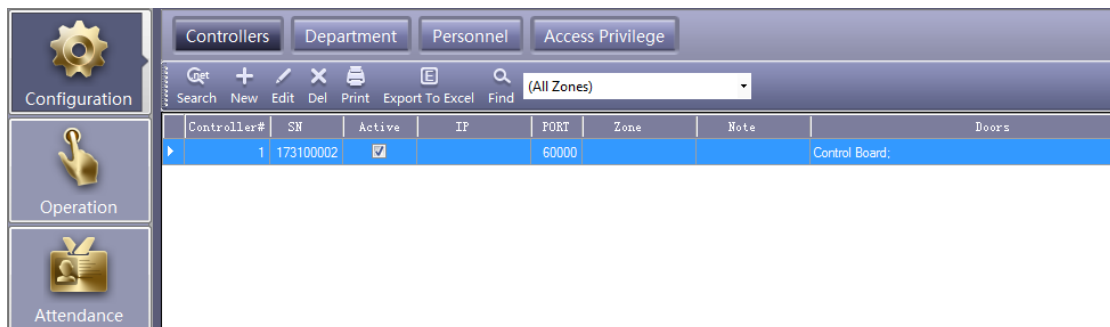 Controllers Department Personnel Access Privilege
net
E
Search New Edit Del Print Export To Excel Find (All Zones)
Configuration
Controller# SN Active IP PORT Zone Note Doors
1 173100002 60000 Control Board;
Operation
Attendance